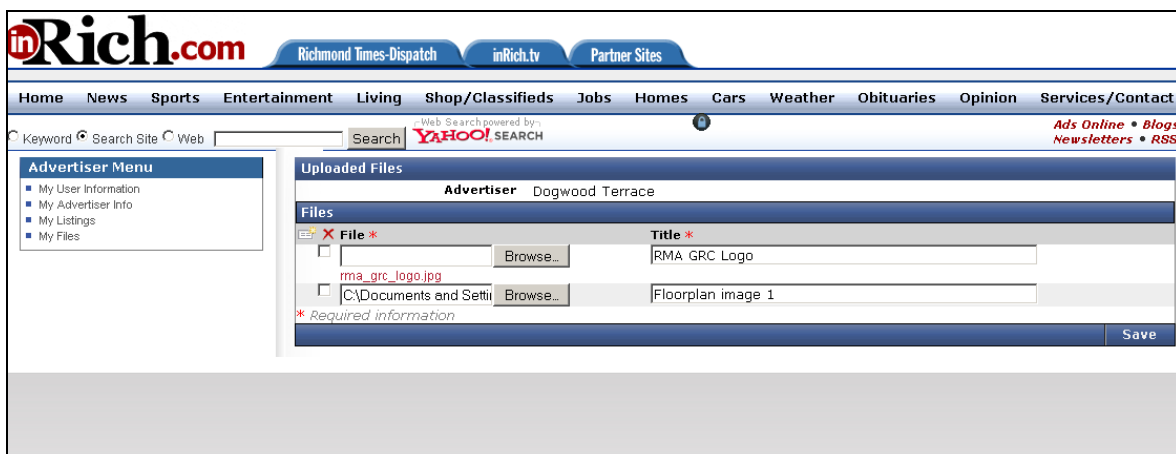 inRich.com
Richmond Times-Dispatch inRich.tv Partner Sites
Home News Sports Entertainment Living Shop/Classifieds Jobs Homes Cars Weather Obituaries Opinion Services/Contact
Keyword Search Site Web Search Web Search powered by YAHOO! SEARCH
Ads Online • Blogs
Newsletters • RSS
Advertiser Menu
My User Information
My Advertiser Info
My Listings
My Files
Uploaded Files
Advertiser Dogwood Terrace
Files
File * Title *
Browse... RMA GRC Logo
rma_grc_logo.jpg
C:\Documents and Settin Browse... Floorplan image 1
* Required information
Save